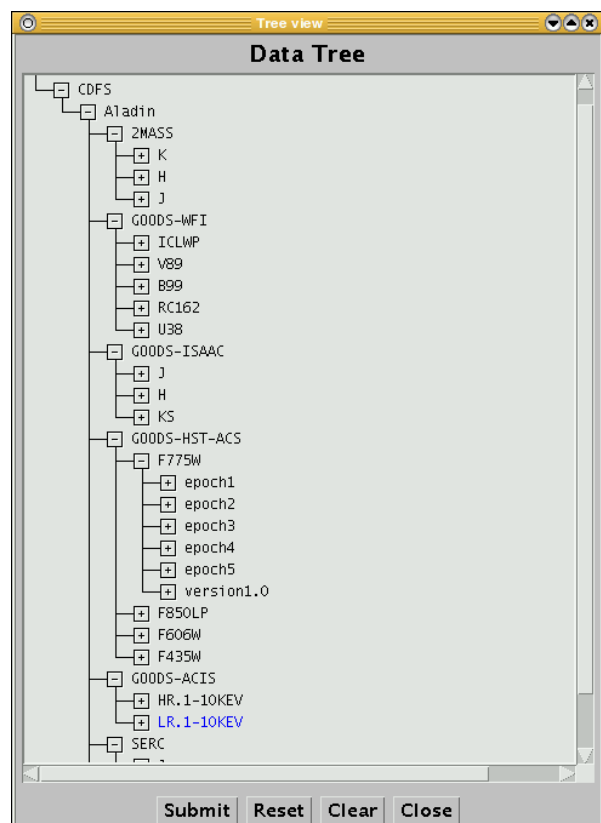 Tree view
Data Tree
CDFS
Aladin
2MASS
K
H
J
GOODS-WFI
ICLWP
V89
B99
RC162
U38
GOODS-ISAAC
J
H
KS
GOODS-HST-ACS
F775W
epoch1
epoch2
epoch3
epoch4
epoch5
version1.0
F850LP
F606W
F435W
GOODS-ACIS
HR.1-10KEV
LR.1-10KEV
SERC
Submit Reset Clear Close